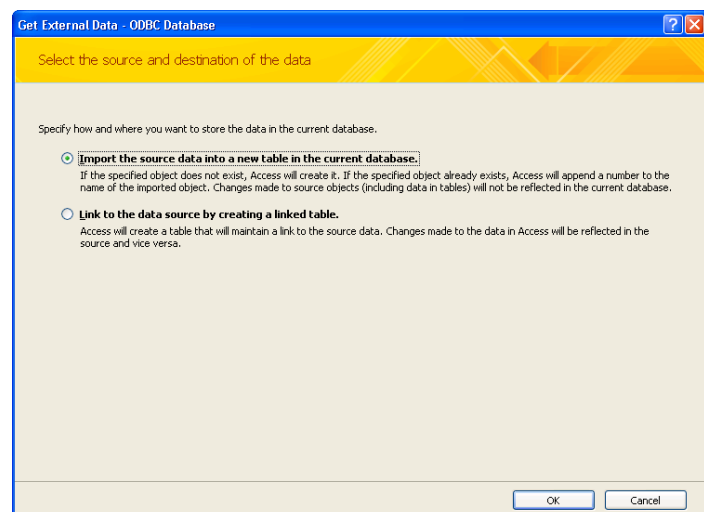 Get External Data - ODBC Database
Select the source and destination of the data
Specify how and where you want to store the data in the current database.
Import the source data into a new table in the current database.
If the specified object does not exist, Access will create it. If the specified object already exists, Access will append a number to the
name of the imported object. Changes made to source objects (including data in tables) will not be reflected in the current database.
Link to the data source by creating a linked table.
Access will create a table that will maintain a link to the source data. Changes made to the data in Access will be reflected in the
source and vice versa.
OK Cancel